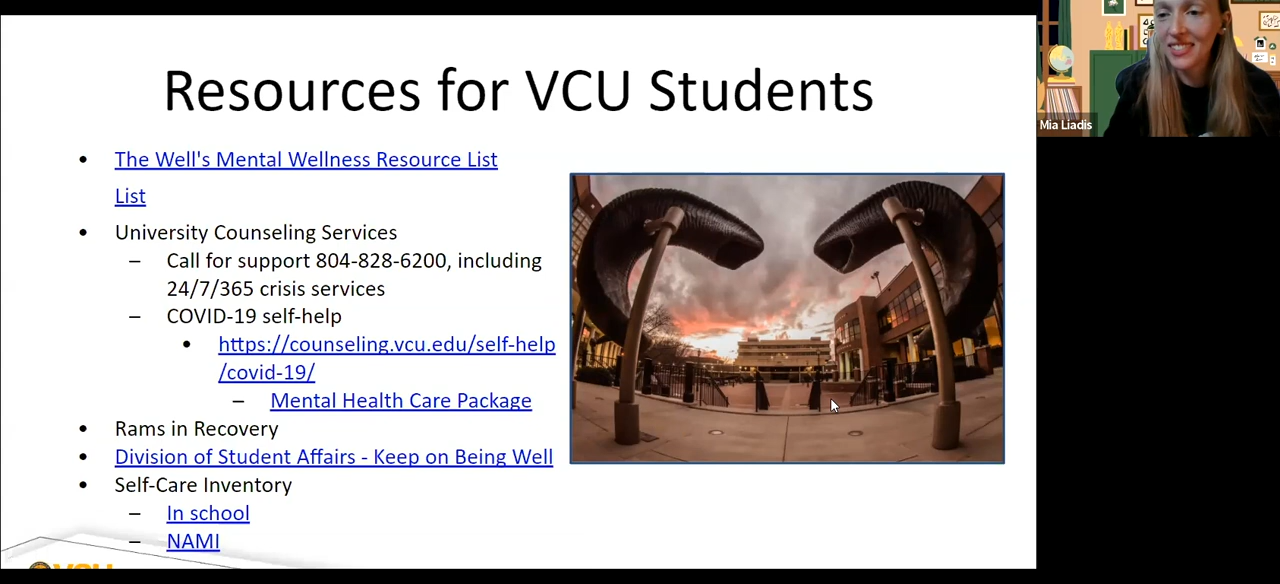 Resources for VCU Students
• The Well's Mental Wellness Resource List
List
• University Counseling Services
– Call for support 804-828-6200, including
24/7/365 crisis services
– COVID-19 self-help
• https://counseling.vcu.edu/self-help
/covid-19/
– Mental Health Care Package
• Rams in Recovery
• Division of Student Affairs - Keep on Being Well
• Self-Care Inventory
– In school
– NAMI
VCU
Mia Liadis